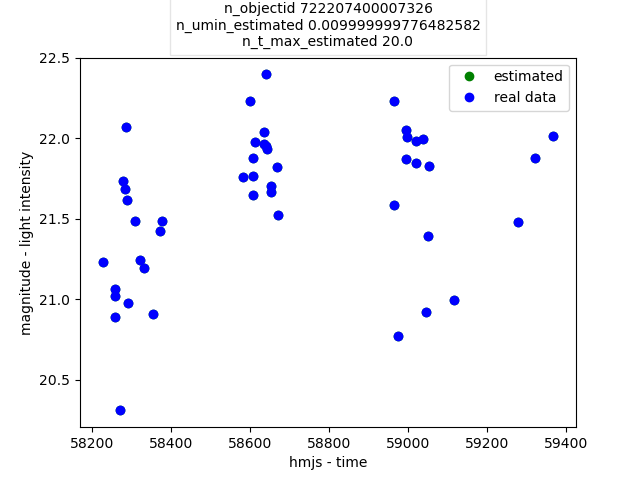 n_objectid 722207400007326
n_umin_estimated 0.009999999776482582
n_t_max_estimated 20.0
estimated
real data
magnitude - light intensity
22.5
22.0
21.5
21.0
20.5
58200 58400 58600 58800 59000 59200 59400
hmjs - time